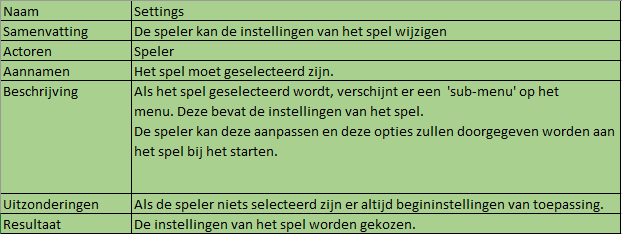 Naam Settings
Samenvatting De speler kan de instellingen van het spel wijzigen
Actoren Speler
Aannamen Het spel moet geselecteerd zijn.
Beschrijving Als het spel geselecteerd wordt, verschijnt er een 'sub-menu' op het
menu. Deze bevat de instellingen van het spel.
De speler kan deze aanpassen en deze opties zullen doorgegeven worden aan
het spel bij het starten.
Uitzonderingen Als de speler niets selecteerd zijn er altijd begininstellingen van toepassing.
Resultaat De instellingen van het spel worden gekozen.